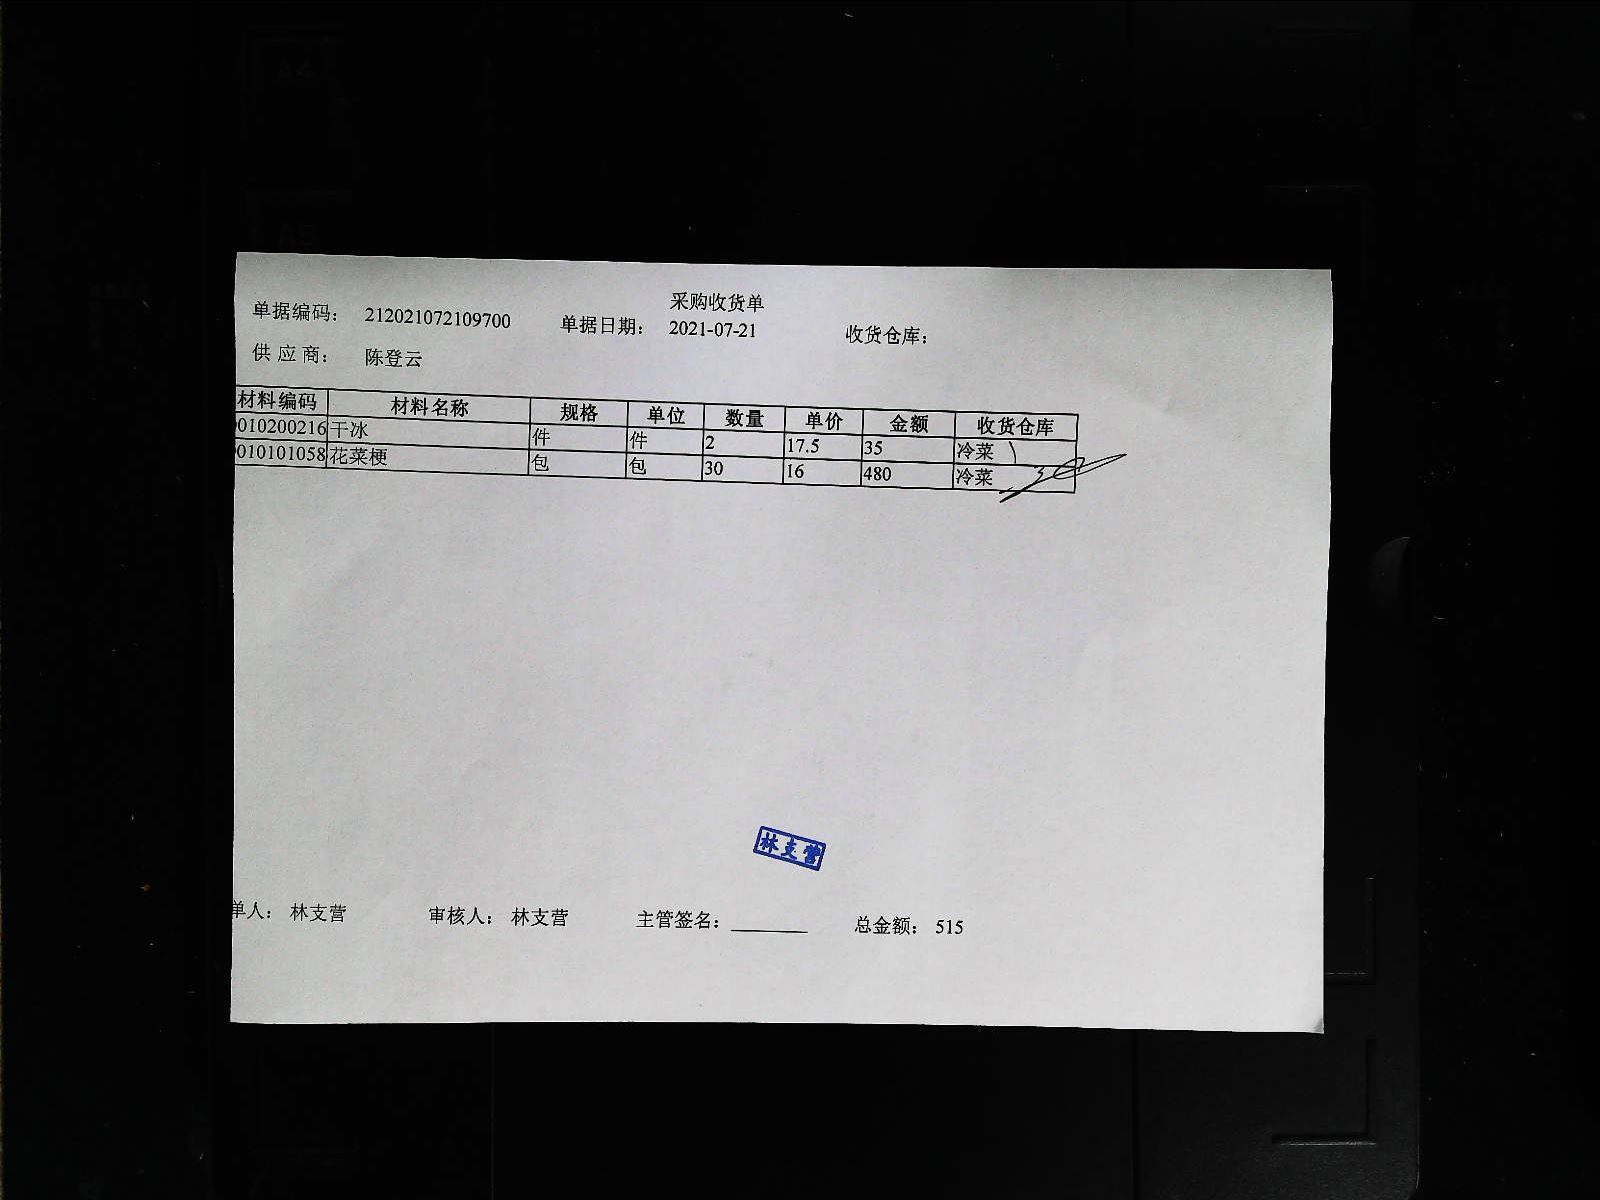 采购收货单
单据编码： 212021072109700 单据日期： 2021-07-21 收货仓库：
供 应 商： 陈登云
材料编码 材料名称 规格 单位 数量 单价 金额 收货仓库
010200216 干冰 件 件 2 17.5 35 冷菜
010101058 花菜梗 包 包 30 16 480 冷菜
林支营
单人： 林支营 审核人： 林支营 主管签名： 总金额： 515